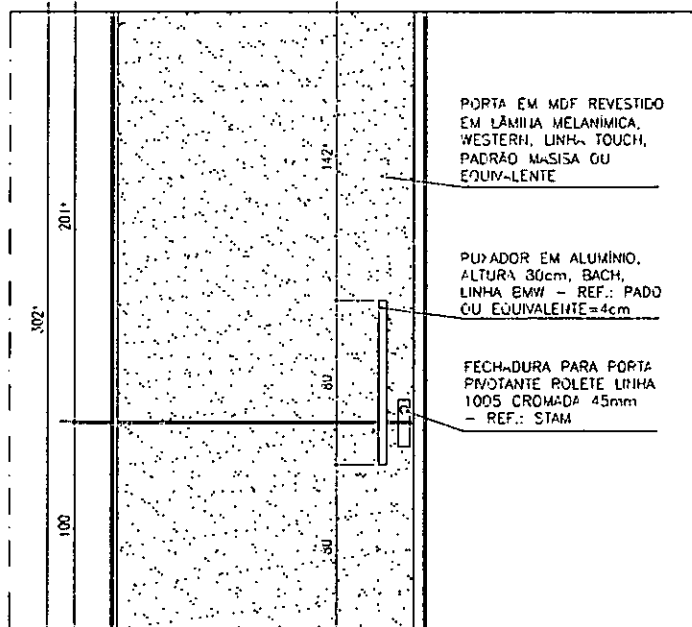 PORTA EM MDF REVESTIDO
EM LÂMINA MELANÍMICA,
WESTERN, LINHA TOUCH,
PADRÃO MASISA OU
EQUIVALENTE
142*
201*
PUXADOR EM ALUMÍNIO,
ALTURA 80cm, BACH,
LINHA BMW – REF.: PADO
OU EQUIVALENTE=4cm
302*
80
FECHADURA PARA PORTA
PIVOTANTE ROLETE LINHA
1005 CROMADA 45mm
– REF.: STAM
100
80